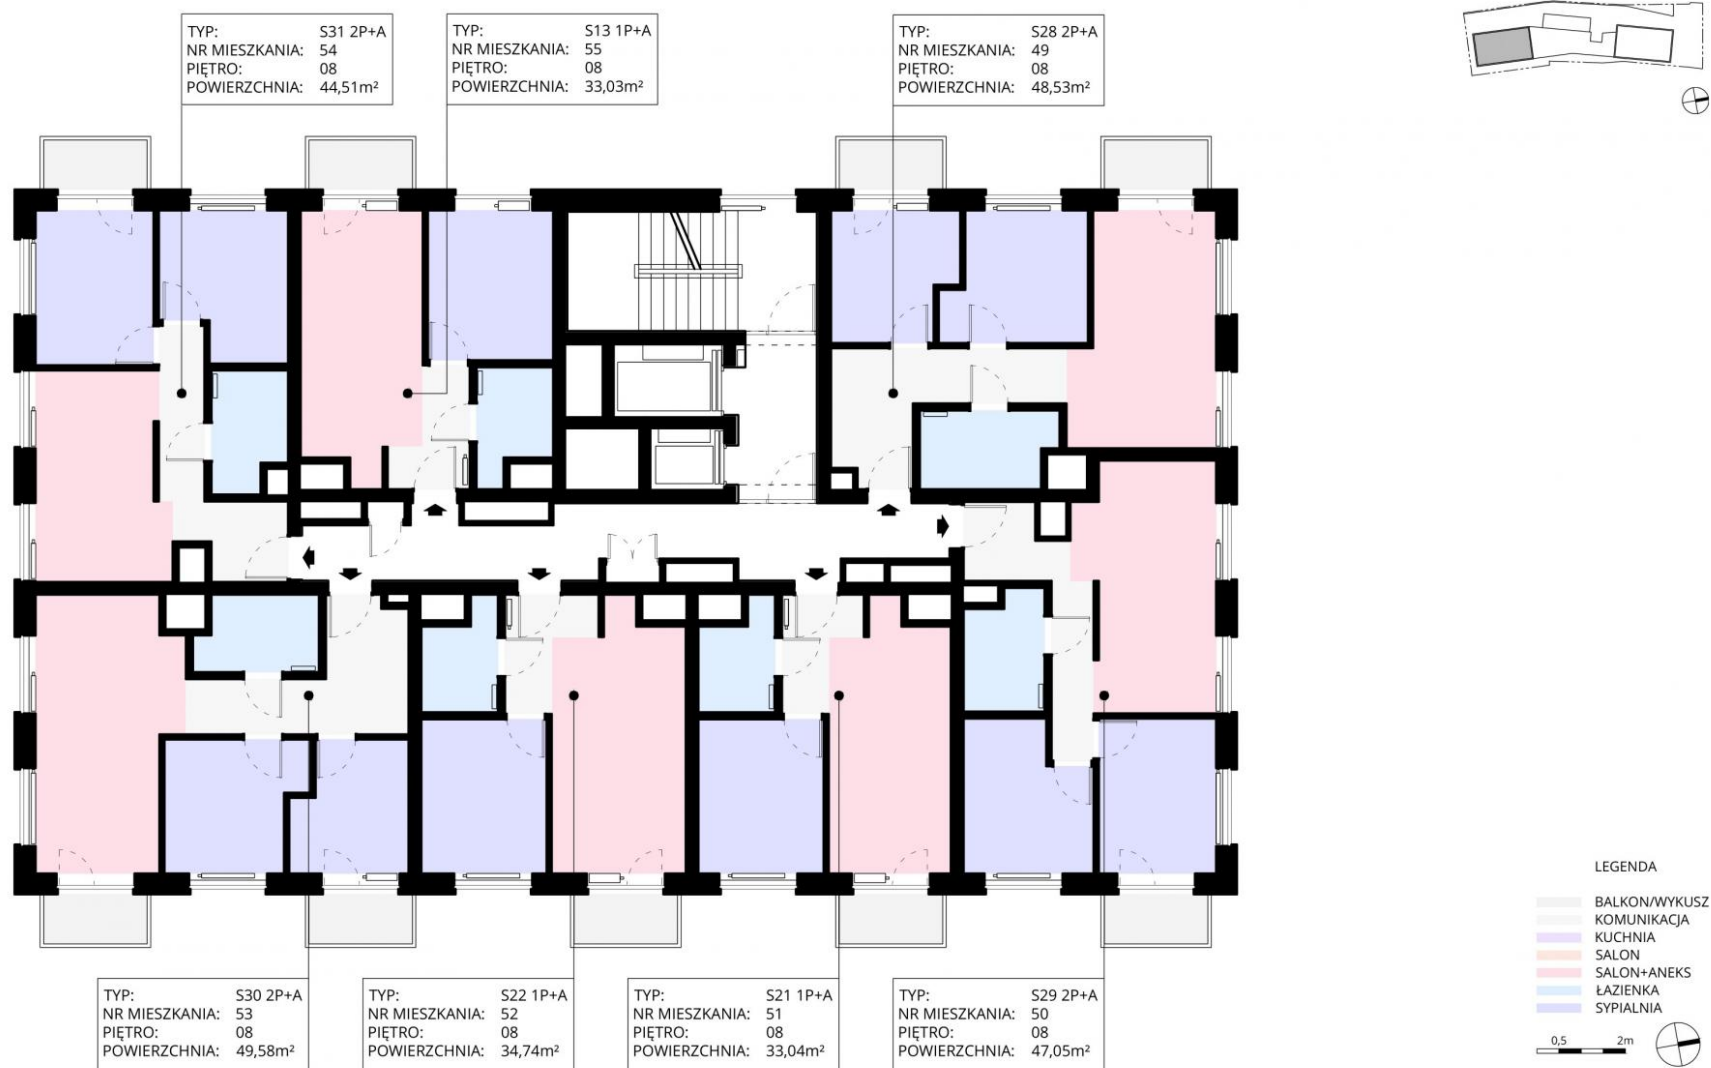 TYP: S31 2P+A
NR MIESZKANIA: 54
PIĘTRO: 08
POWIERZCHNIA: 44,51m²
TYP: S13 1P+A
NR MIESZKANIA: 55
PIĘTRO: 08
POWIERZCHNIA: 33,03m²
TYP: S28 2P+A
NR MIESZKANIA: 49
PIĘTRO: 08
POWIERZCHNIA: 48,53m²
TYP: S30 2P+A
NR MIESZKANIA: 53
PIĘTRO: 08
POWIERZCHNIA: 49,58m²
TYP: S22 1P+A
NR MIESZKANIA: 52
PIĘTRO: 08
POWIERZCHNIA: 34,74m²
TYP: S21 1P+A
NR MIESZKANIA: 51
PIĘTRO: 08
POWIERZCHNIA: 33,04m²
TYP: S29 2P+A
NR MIESZKANIA: 50
PIĘTRO: 08
POWIERZCHNIA: 47,05m²
LEGENDA
BALKON/WYKUSZ
KOMUNIKACJA
KUCHNIA
SALON
SALON+ANEKS
ŁAZIENKA
SYPIALNIA
0,5 2m